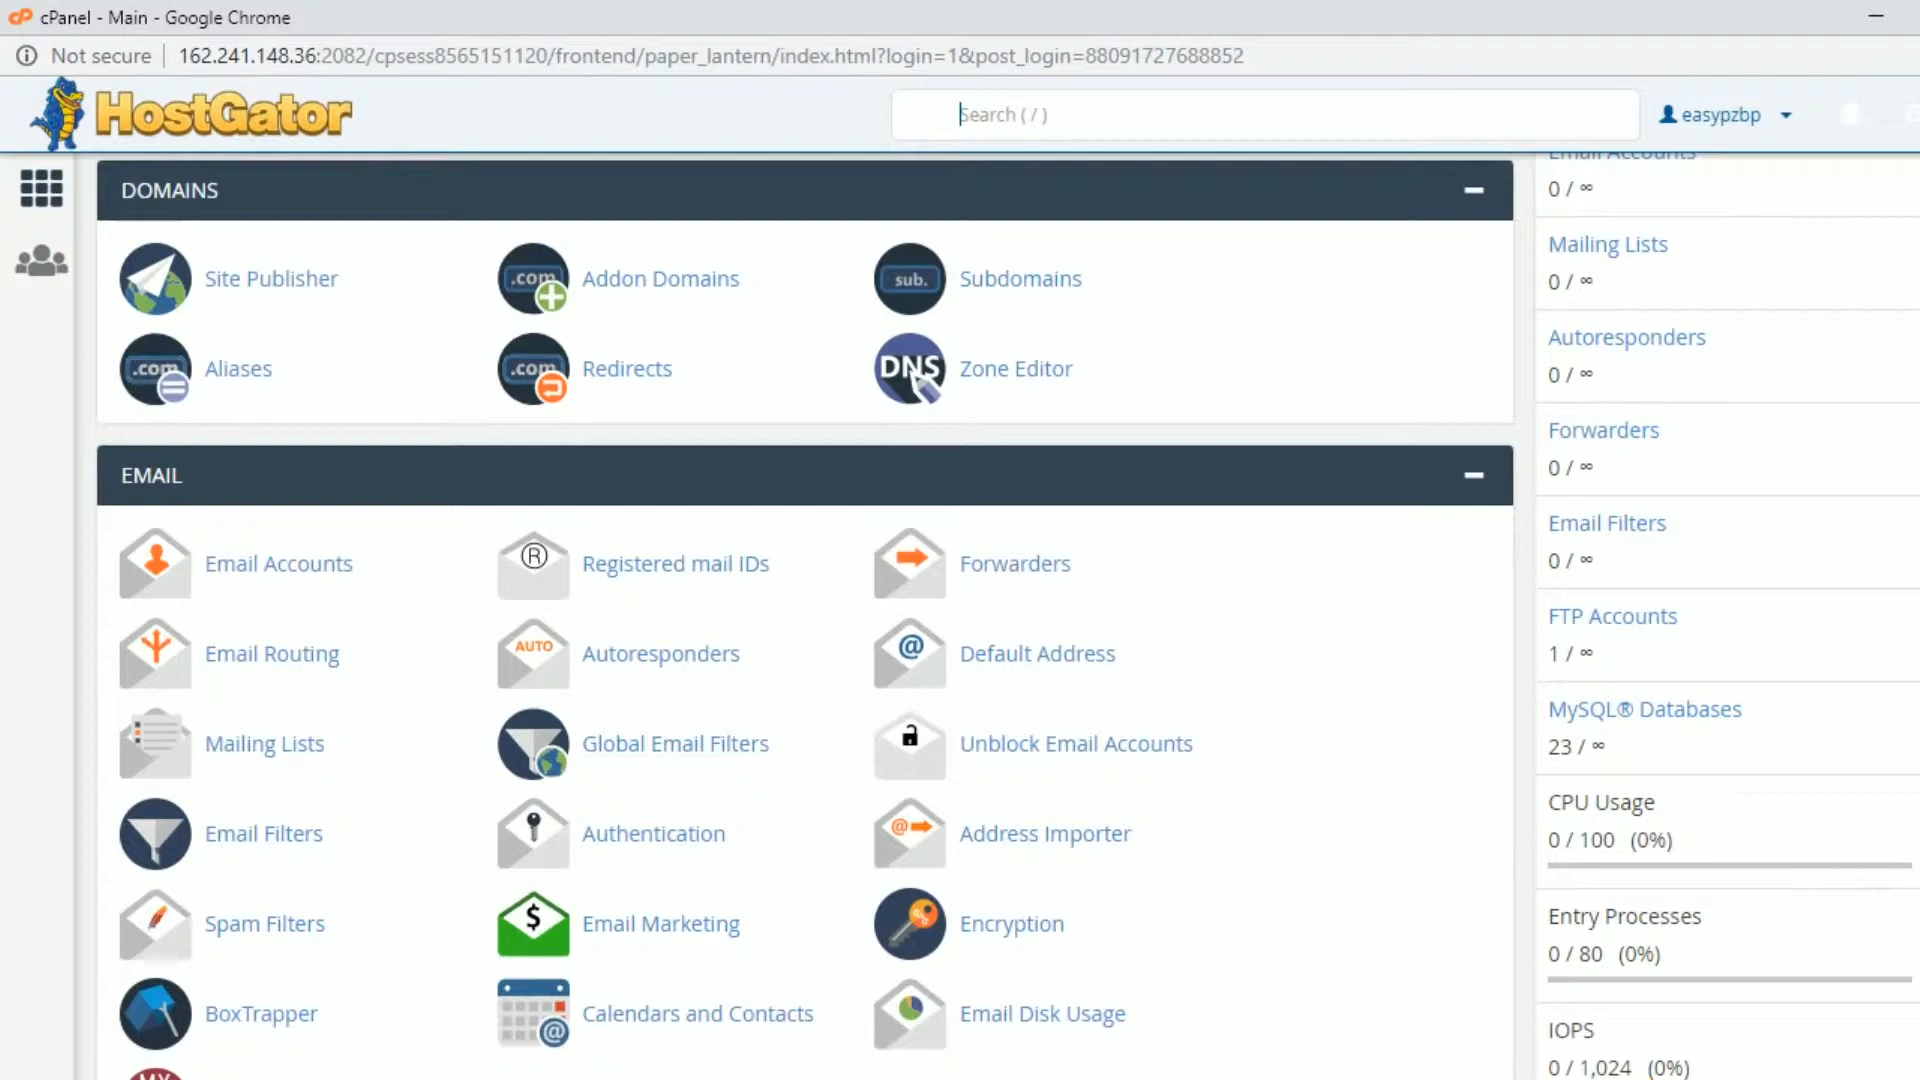 cPanel - Main - Google Chrome
Not secure 162.241.148.36:2082/cpsess8565151120/frontend/paper_lantern/index.html?login=1&post_login=88091727688852
HostGator
Search ( / )
easypzbp
DOMAINS
Site Publisher
.com
Addon Domains
sub.
Subdomains
.com
Aliases
.com
Redirects
DNS
Zone Editor
EMAIL
Email Accounts
®
Registered mail IDs
Forwarders
Email Routing
AUTO
Autoresponders
@
Default Address
Mailing Lists
Global Email Filters
Unblock Email Accounts
Email Filters
Authentication
@
Address Importer
Spam Filters
$
Email Marketing
GPG
Encryption
BoxTrapper
@
Calendars and Contacts
Email Disk Usage
MX
Email Accounts
0 / ∞
Mailing Lists
0 / ∞
Autoresponders
0 / ∞
Forwarders
0 / ∞
Email Filters
0 / ∞
FTP Accounts
1 / ∞
MySQL® Databases
23 / ∞
CPU Usage
0 / 100 (0%)
Entry Processes
0 / 80 (0%)
IOPS
0 / 1,024 (0%)